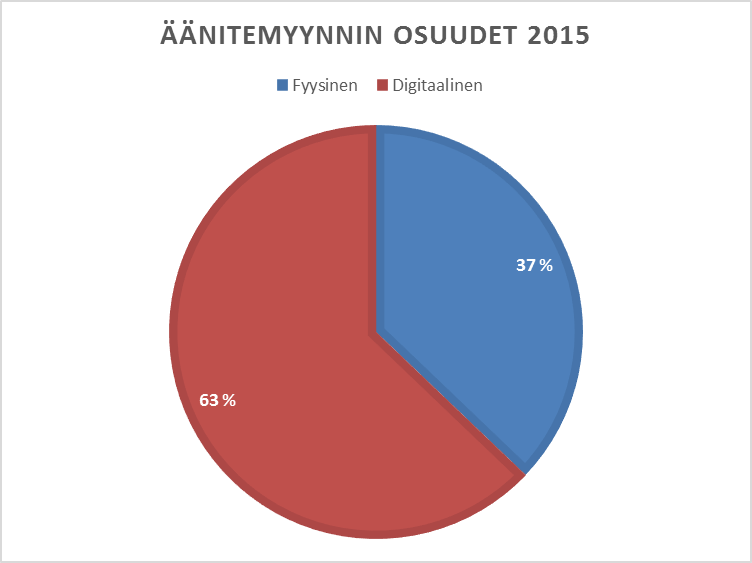 ÄÄNITEMYYNNIN OSUUDET 2015
Fyysinen Digitaalinen
37 %
63 %